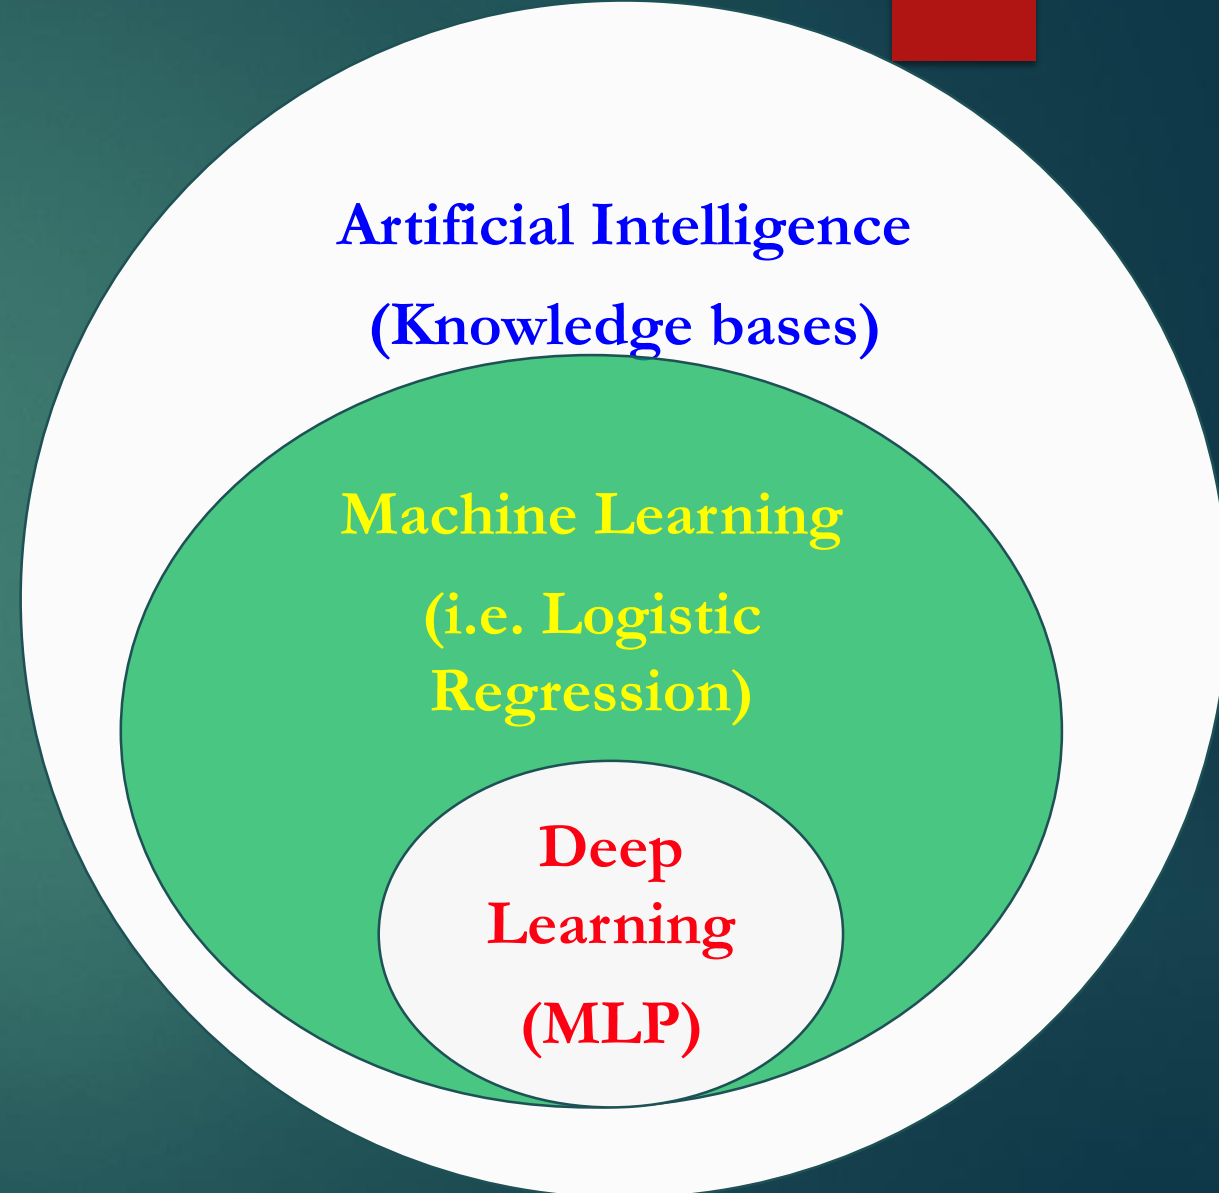 Artificial Intelligence
(Knowledge bases)
Machine Learning
(i.e. Logistic
Regression)
Deep
Learning
(MLP)